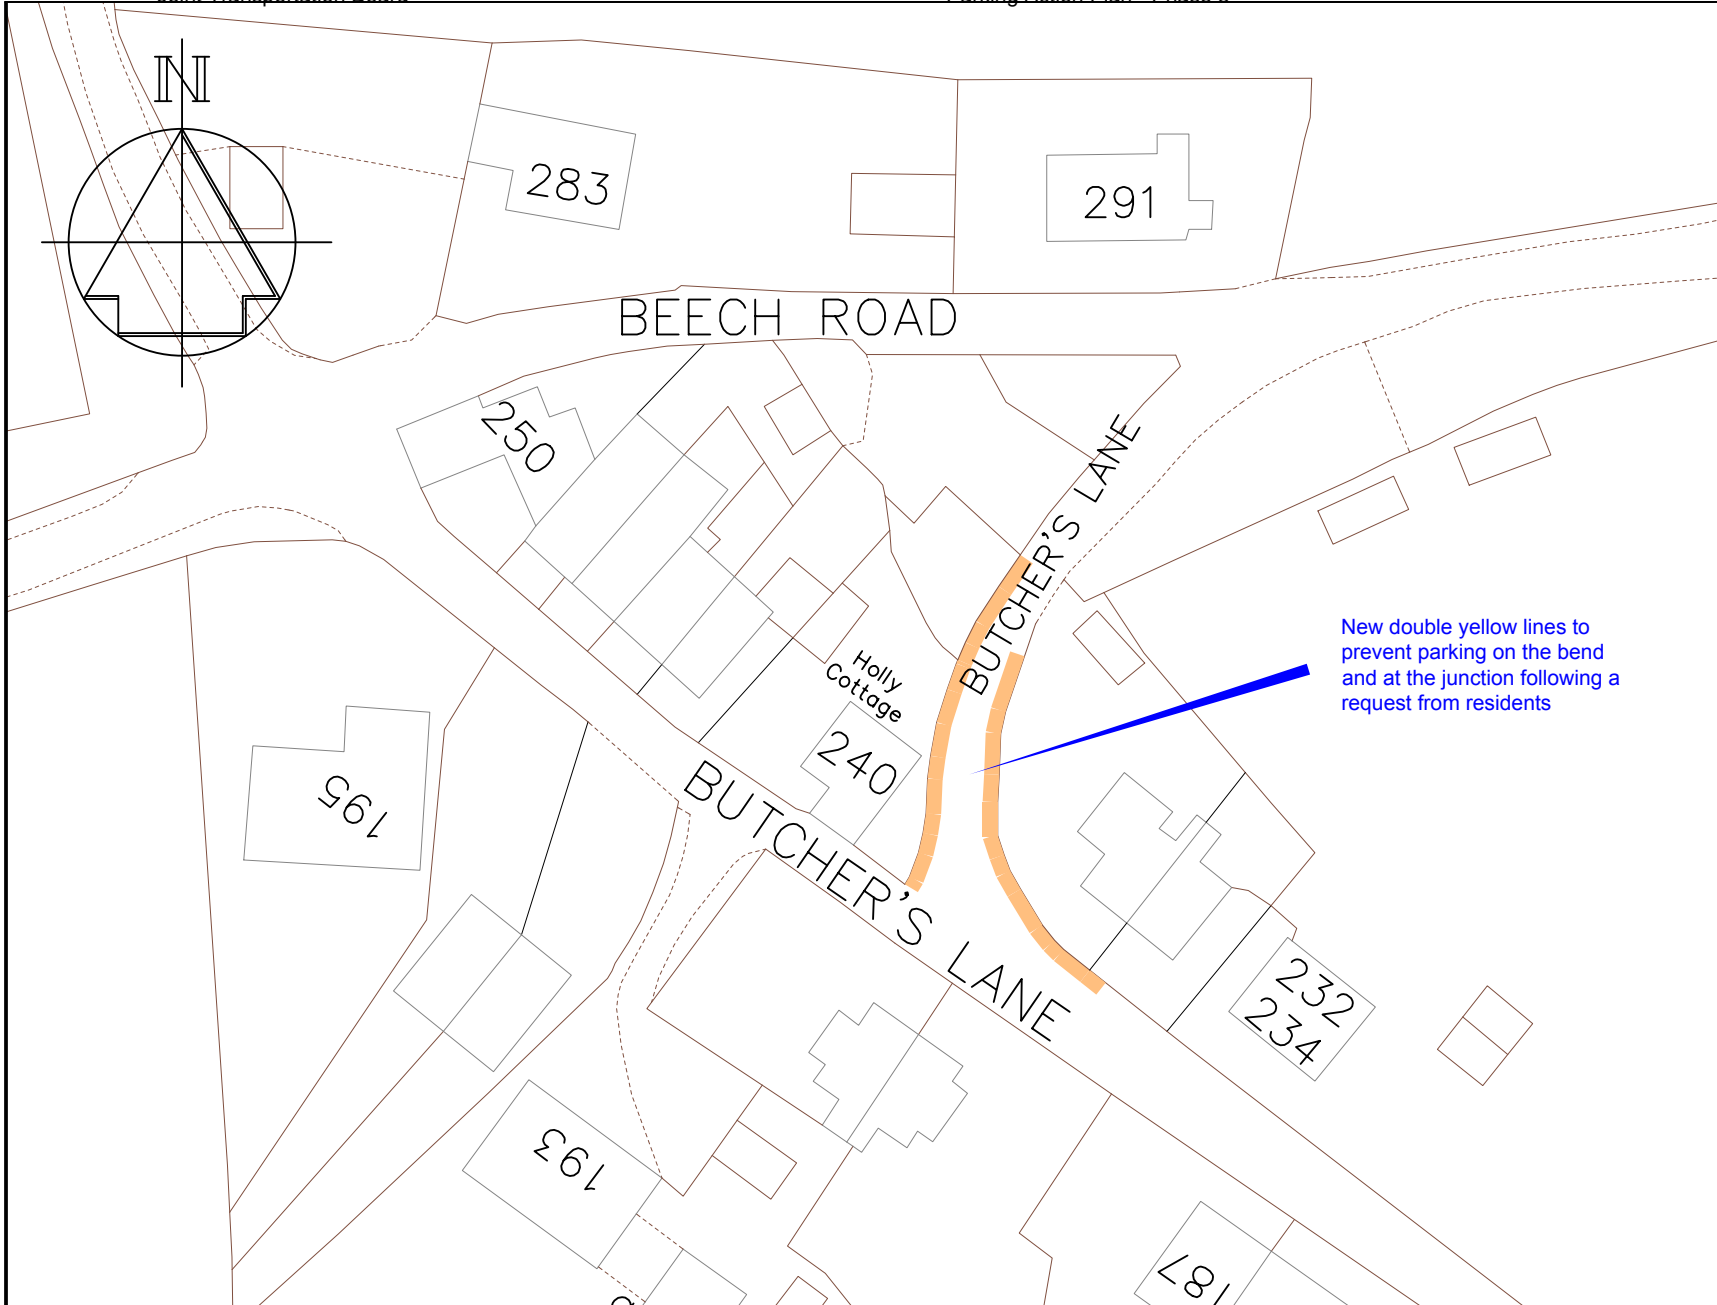 N
283
291
BEECH ROAD
250
BUTCHER'S LANE
New double yellow lines to
prevent parking on the bend
and at the junction following a
request from residents
Holly
Cottage
240
195
BUTCHER'S LANE
232
234
193
187